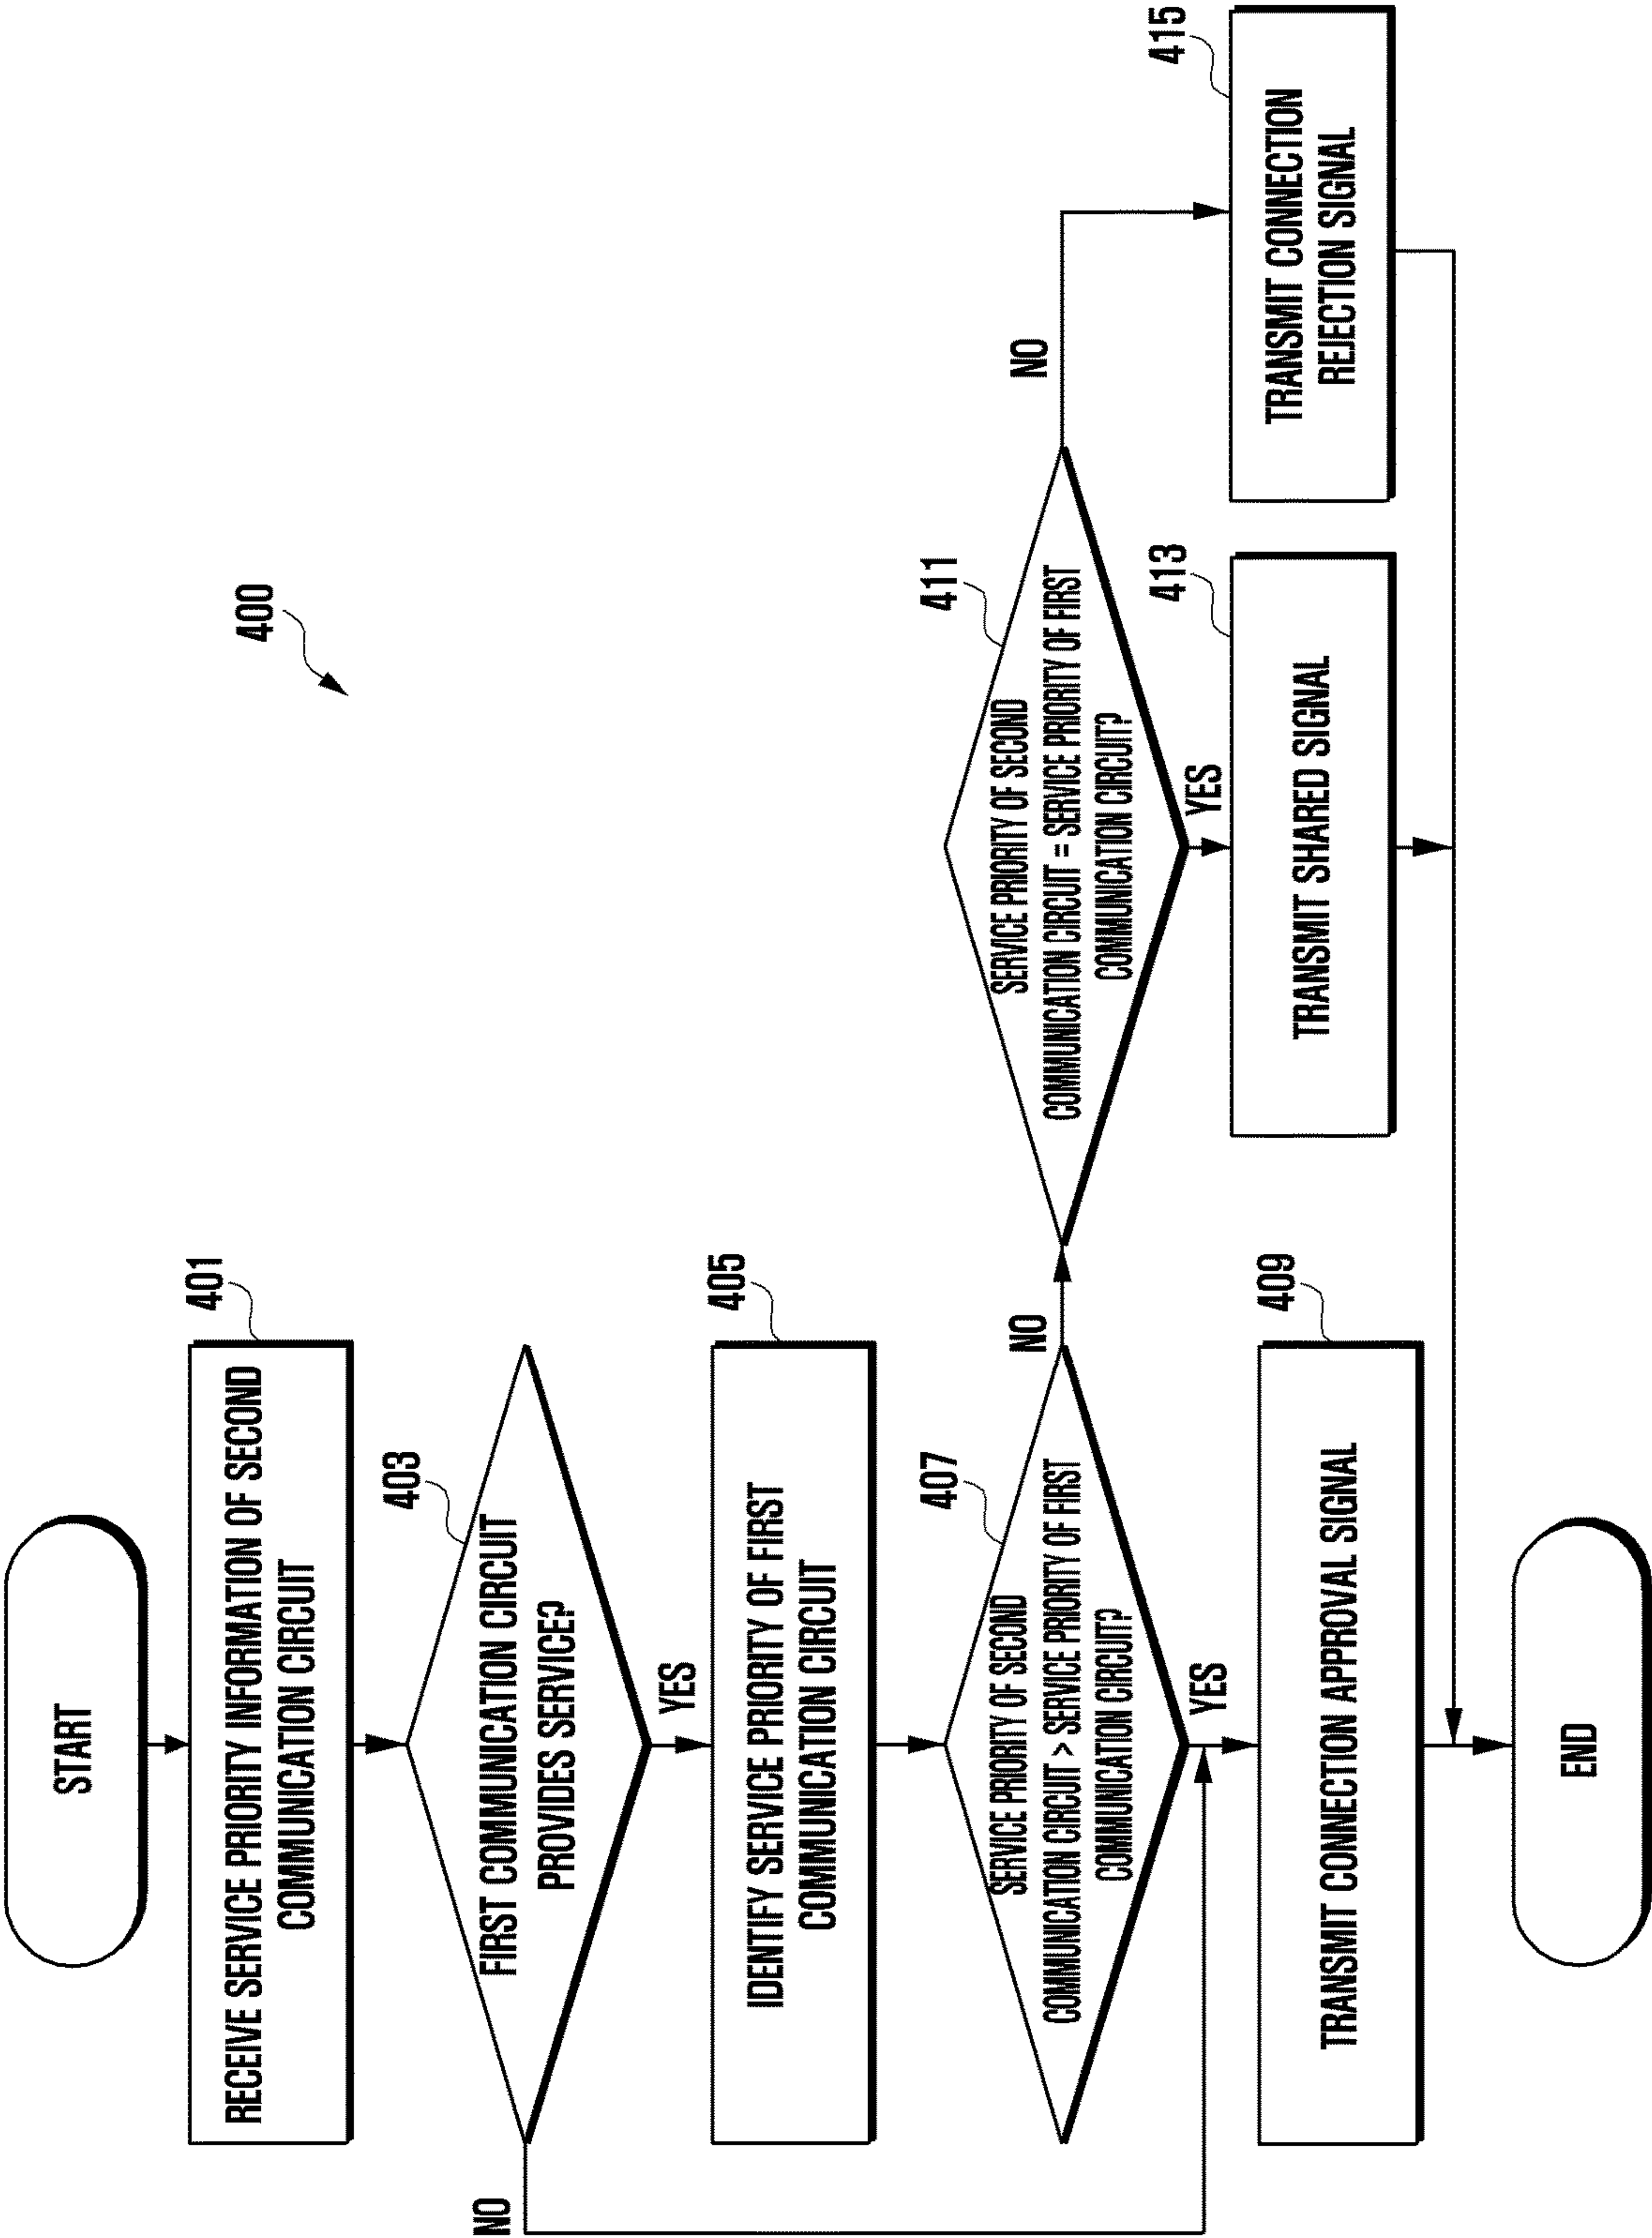 400
START
401
RECEIVE SERVICE PRIORITY INFORMATION OF SECOND
COMMUNICATION CIRCUIT
403
FIRST COMMUNICATION CIRCUIT
PROVIDES SERVICE?
NO
YES
405
IDENTIFY SERVICE PRIORITY OF FIRST
COMMUNICATION CIRCUIT
407
SERVICE PRIORITY OF SECOND
COMMUNICATION CIRCUIT > SERVICE PRIORITY OF FIRST
COMMUNICATION CIRCUIT?
NO
YES
409
TRANSMIT CONNECTION APPROVAL SIGNAL
411
SERVICE PRIORITY OF SECOND
COMMUNICATION CIRCUIT = SERVICE PRIORITY OF FIRST
COMMUNICATION CIRCUIT?
NO
YES
413
TRANSMIT SHARED SIGNAL
415
TRANSMIT CONNECTION
REJECTION SIGNAL
END